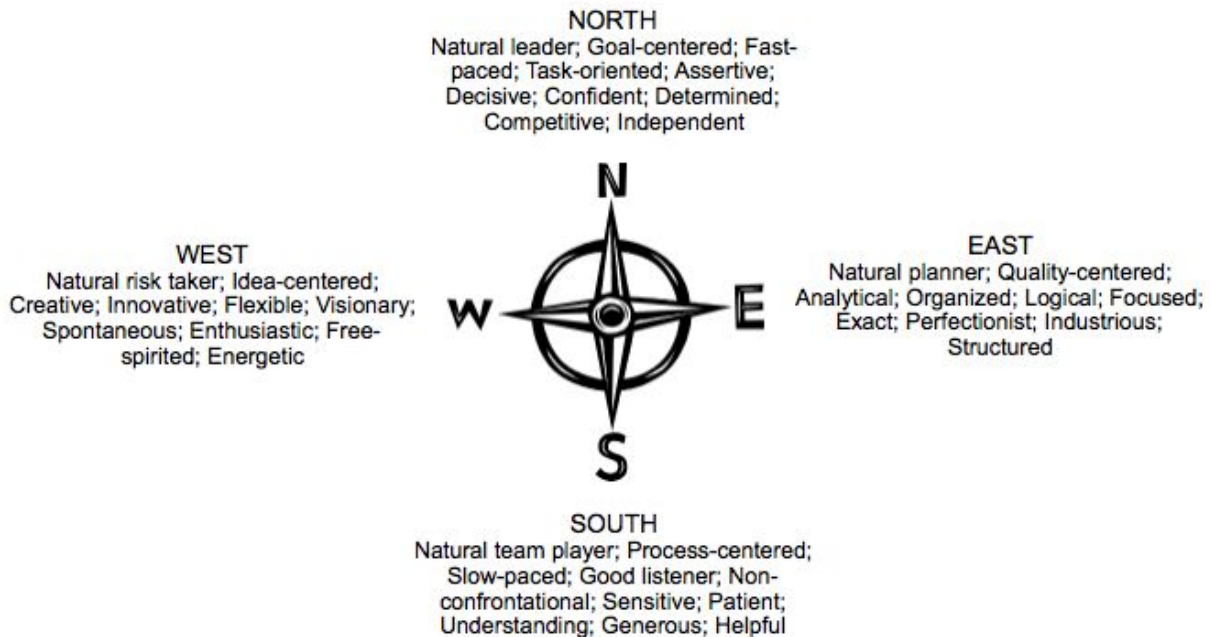 NORTH
Natural leader; Goal-centered; Fast-
paced; Task-oriented; Assertive;
Decisive; Confident; Determined;
Competitive; Independent
N
WEST
Natural risk taker; Idea-centered;
Creative; Innovative; Flexible; Visionary;
Spontaneous; Enthusiastic; Free-
spirited; Energetic
W
E
EAST
Natural planner; Quality-centered;
Analytical; Organized; Logical; Focused;
Exact; Perfectionist; Industrious;
Structured
S
SOUTH
Natural team player; Process-centered;
Slow-paced; Good listener; Non-
confrontational; Sensitive; Patient;
Understanding; Generous; Helpful